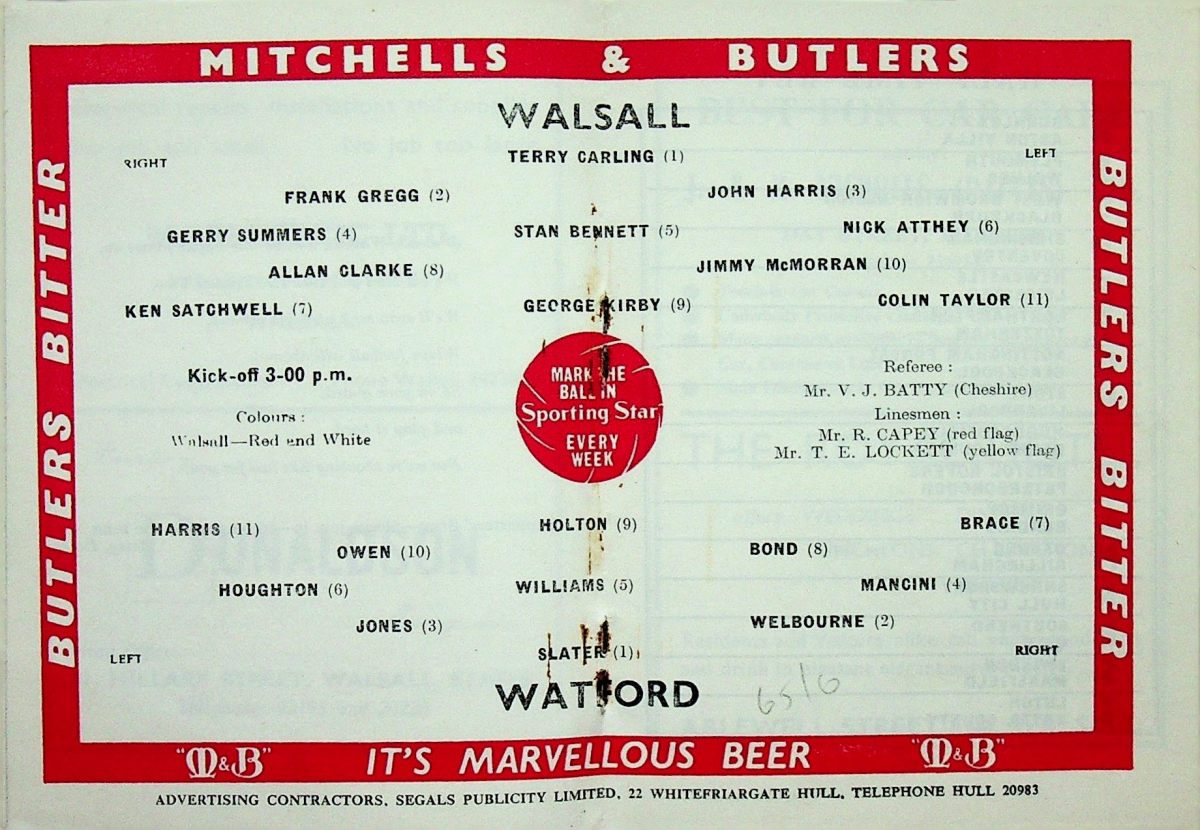 MITCHELLS & BUTLERS
BUTLERS BITTER
BUTLERS BITTER
WALSALL
RIGHT
TERRY CARLING (1)
LEFT
FRANK GREGG (2)
JOHN HARRIS (3)
GERRY SUMMERS (4)
STAN BENNETT (5)
NICK ATTHEY (6)
ALLAN CLARKE (8)
JIMMY McMORRAN (10)
KEN SATCHWELL (7)
GEORGE KIRBY (9)
COLIN TAYLOR (11)
Kick-off 3-00 p.m.
Colours :
Walsall—Red and White
MARK THE
BALL IN
Sporting Star
EVERY
WEEK
Referee :
Mr. V. J. BATTY (Cheshire)
Linesmen :
Mr. R. CAPEY (red flag)
Mr. T. E. LOCKETT (yellow flag)
HARRIS (11)
HOLTON (9)
BRACE (7)
OWEN (10)
BOND (8)
HOUGHTON (6)
WILLIAMS (5)
MANCINI (4)
JONES (3)
WELBOURNE (2)
LEFT
SLATER (1)
RIGHT
WATFORD
"M&B" IT'S MARVELLOUS BEER "M&B"
ADVERTISING CONTRACTORS, SEGALS PUBLICITY LIMITED, 22 WHITEFRIARGATE HULL, TELEPHONE HULL 20983